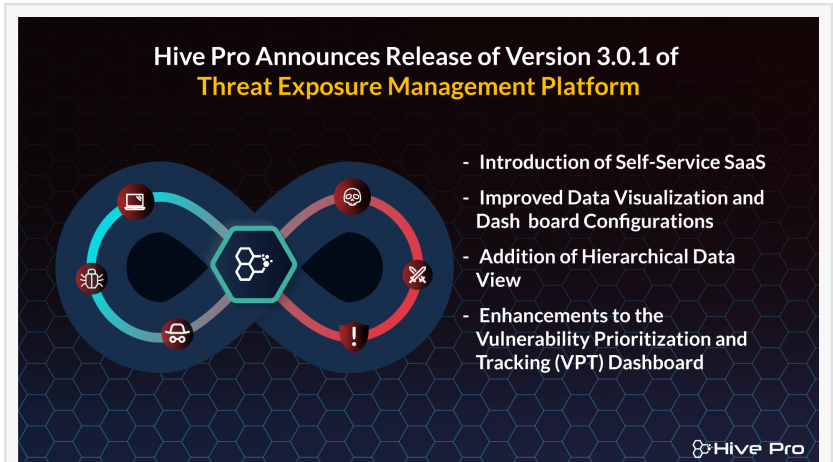 Hive Pro Announces Release of Version 3.0.1 of
Threat Exposure Management Platform
- Introduction of Self-Service SaaS
- Improved Data Visualization and
Dash board Configurations
- Addition of Hierarchical Data
View
- Enhancements to the
Vulnerability Prioritization and
Tracking (VPT) Dashboard
Hive Pro